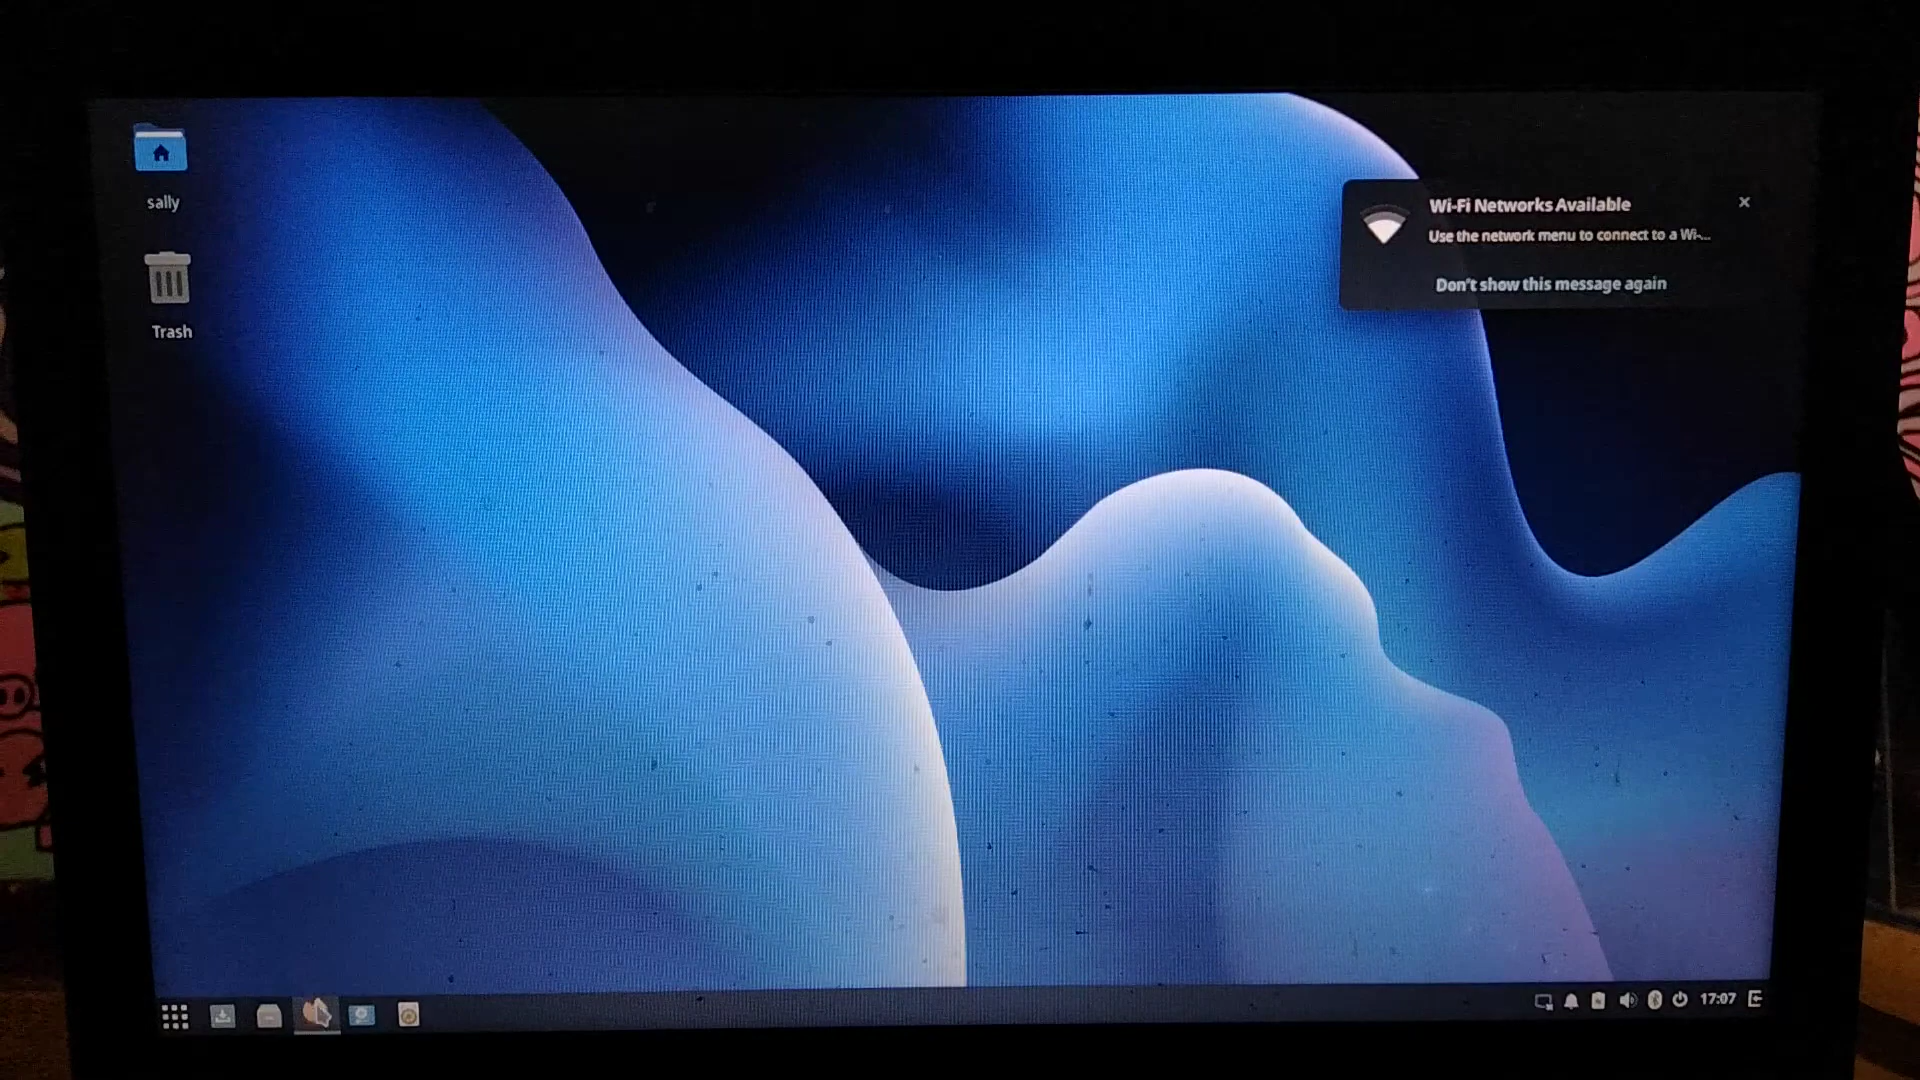 sally
Trash
Wi-Fi Networks Available
Use the network menu to connect to a Wi-...
Don't show this message again
17:07